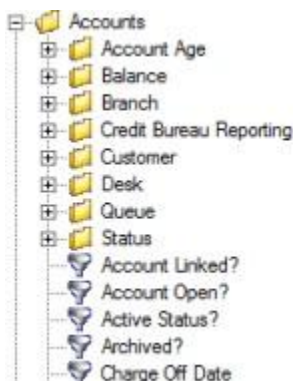 Accounts
Account Age
Balance
Branch
Credit Bureau Reporting
Customer
Desk
Queue
Status
Account Linked?
Account Open?
Active Status?
Archived?
Charge Off Date